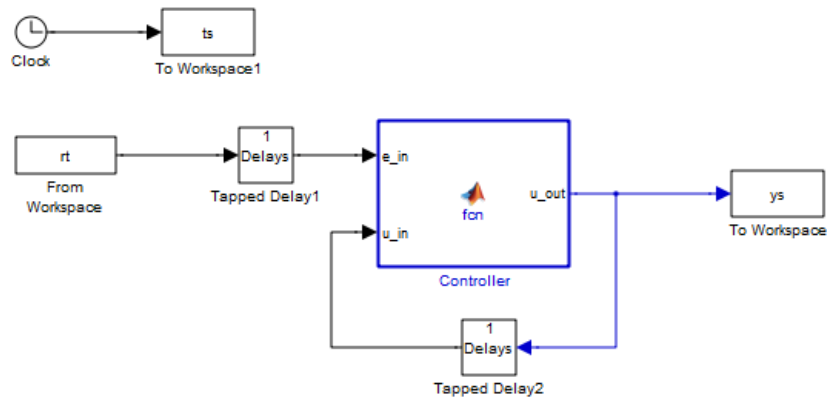 ts
Clock
To Workspace1
rt
From
Workspace
1
Delays
Tapped Delay1
e_in
u_in
fcn
u_out
Controller
ys
To Workspace
1
Delays
Tapped Delay2